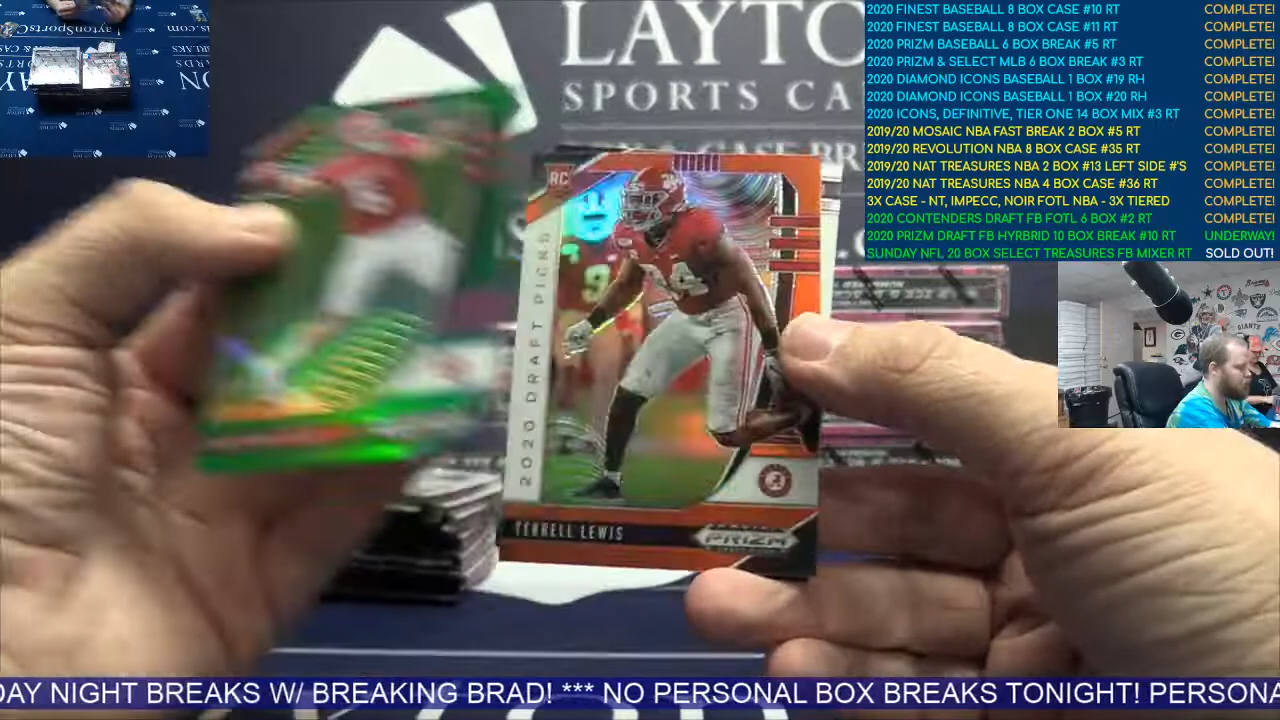 LAYTO
SPORTS CA
2020 FINEST BASEBALL 8 BOX CASE #10 RT COMPLETE!
2020 FINEST BASEBALL 8 BOX CASE #11 RT COMPLETE!
2020 PRIZM BASEBALL 6 BOX BREAK #5 RT COMPLETE!
2020 PRIZM & SELECT MLB 6 BOX BREAK #3 RT COMPLETE!
2020 DIAMOND ICONS BASEBALL 1 BOX #19 RH COMPLETE!
2020 DIAMOND ICONS BASEBALL 1 BOX #20 RH COMPLETE!
2020 ICONS, DEFINITIVE, TIER ONE 14 BOX MIX #3 RT COMPLETE!
2019/20 MOSAIC NBA FAST BREAK 2 BOX #5 RT COMPLETE!
2019/20 REVOLUTION NBA 8 BOX CASE #35 RT COMPLETE!
2019/20 NAT TREASURES NBA 2 BOX #13 LEFT SIDE #'S COMPLETE!
2019/20 NAT TREASURES NBA 4 BOX CASE #36 RT COMPLETE!
3X CASE - NT, IMPECC, NOIR FOTL NBA - 3X TIERED COMPLETE!
2020 CONTENDERS DRAFT FB FOTL 6 BOX #2 RT COMPLETE!
2020 PRIZM DRAFT FB HYRBRID 10 BOX BREAK #10 RT UNDERWAY!
SUNDAY NFL 20 BOX SELECT TREASURES FB MIXER RT SOLD OUT!
RC
2020 DRAFT PICKS
TERRELL LEWIS
PRIZM
GIANTS
DAY NIGHT BREAKS W/ BREAKING BRAD! *** NO PERSONAL BOX BREAKS TONIGHT! PERSONA